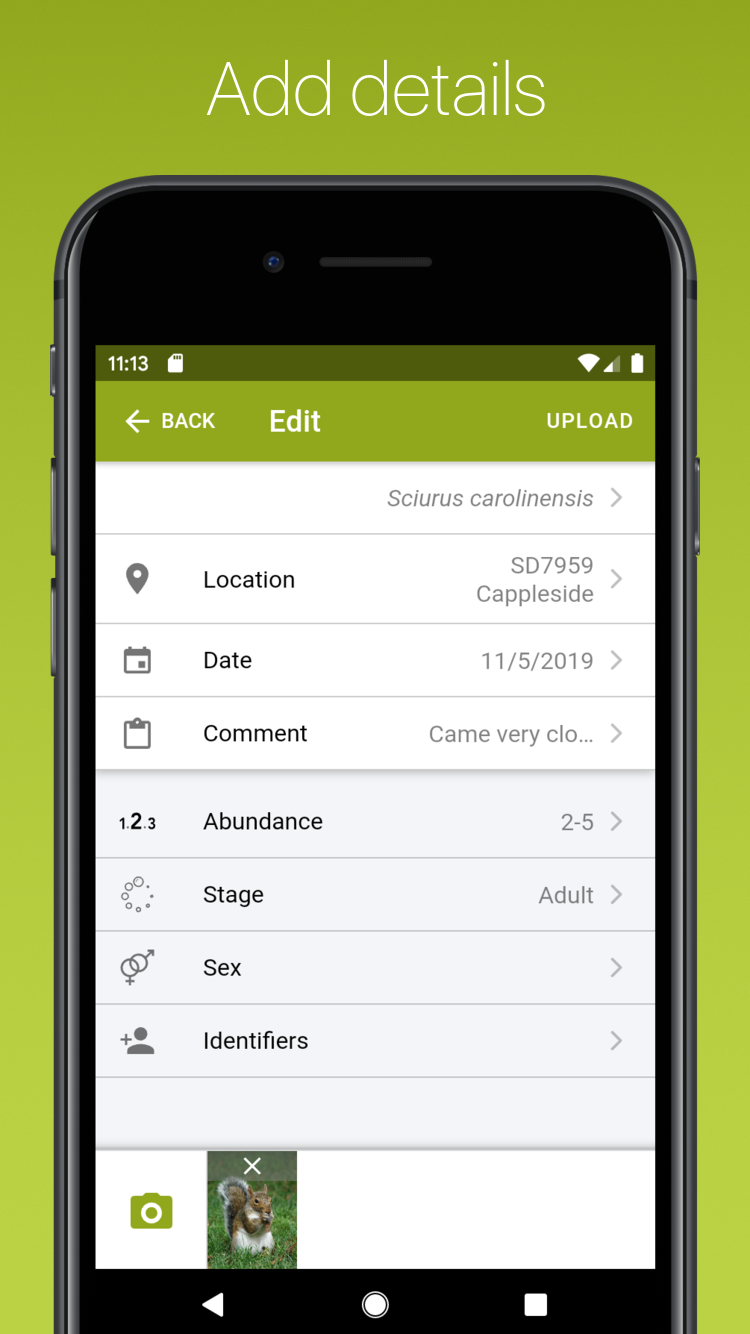 Add details
11:13
BACK Edit UPLOAD
Sciurus carolinensis
Location SD7959
Cappleside
Date 11/5/2019
Comment Came very clo...
1.2.3 Abundance 2-5
Stage Adult
Sex
Identifiers